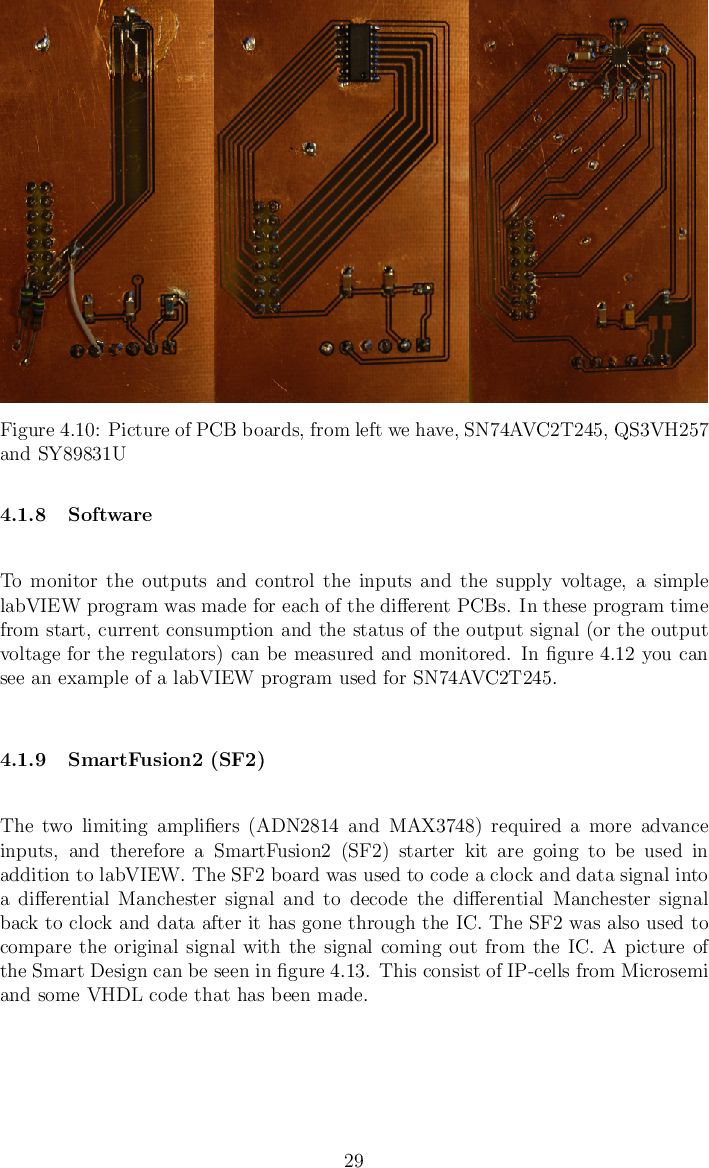 Figure 4.10: Picture of PCB boards, from left we have, SN74AVC2T245, QS3VH257
and SY89831U
4.1.8 Software
To monitor the outputs and control the inputs and the supply voltage, a simple
labVIEW program was made for each of the different PCBs. In these program time
from start, current consumption and the status of the output signal (or the output
voltage for the regulators) can be measured and monitored. In figure 4.12 you can
see an example of a labVIEW program used for SN74AVC2T245.
4.1.9 SmartFusion2 (SF2)
The two limiting amplifiers (ADN2814 and MAX3748) required a more advance
inputs, and therefore a SmartFusion2 (SF2) starter kit are going to be used in
addition to labVIEW. The SF2 board was used to code a clock and data signal into
a differential Manchester signal and to decode the differential Manchester signal
back to clock and data after it has gone through the IC. The SF2 was also used to
compare the original signal with the signal coming out from the IC. A picture of
the Smart Design can be seen in figure 4.13. This consist of IP-cells from Microsemi
and some VHDL code that has been made.
29